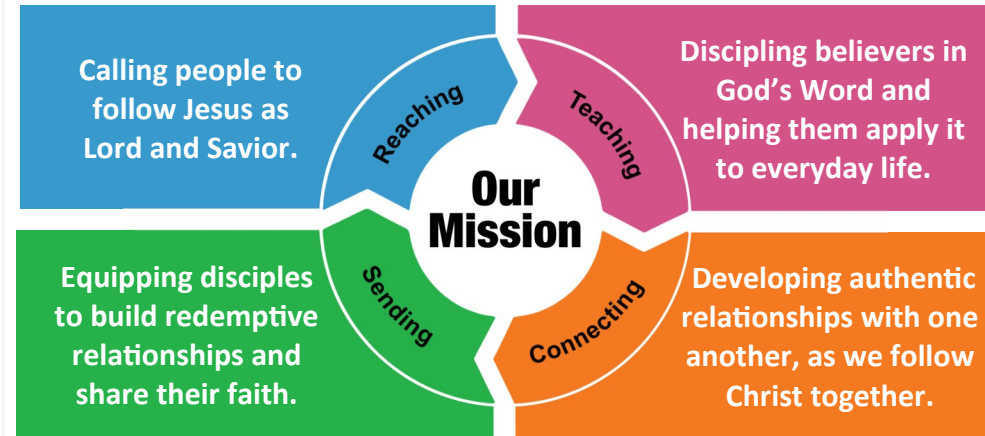 Calling people to
follow Jesus as
Lord and Savior.
Reaching
Teaching
Discipling believers in
God’s Word and
helping them apply it
to everyday life.
Our
Mission
Equipping disciples
to build redemptive
relationships and
share their faith.
Sending
Connecting
Developing authentic
relationships with one
another, as we follow
Christ together.